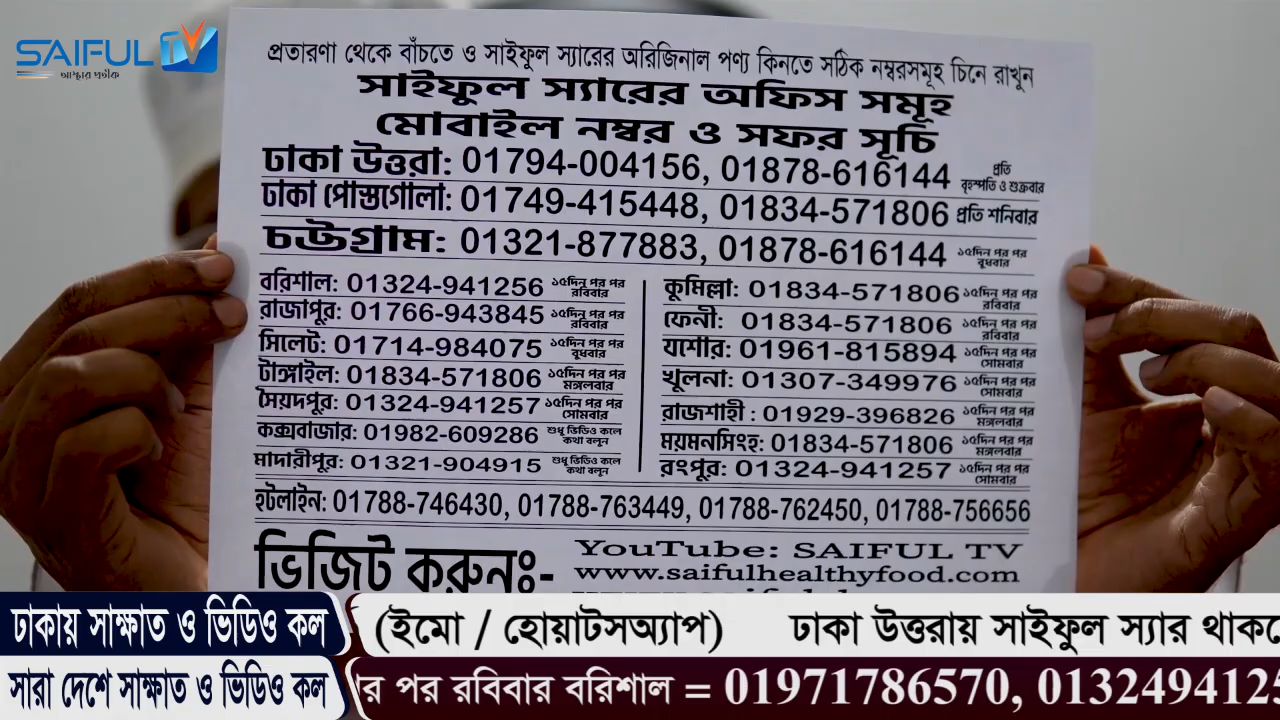 SAIFUL TV
আস্থার প্রতীক
প্রতারণা থেকে বাঁচতে ও সাইফুল স্যারের অরিজিনাল পণ্য কিনতে সঠিক নম্বরসমূহ চিনে রাখুন
সাইফুল স্যারের অফিস সমূহ
মোবাইল নম্বর ও সফর সূচি
ঢাকা উত্তরা: 01794-004156, 01878-616144 প্রতি বৃহস্পতি ও শুক্রবার
ঢাকা পোস্তগোলা: 01749-415448, 01834-571806 প্রতি শনিবার
চট্টগ্রাম: 01321-877883, 01878-616144 ১৫দিন পর পর বুধবার
বরিশাল: 01324-941256 ১৫দিন পর পর রবিবার
রাজাপুর: 01766-943845 ১৫দিন পর পর রবিবার
সিলেট: 01714-984075 ১৫দিন পর পর বুধবার
টাঙ্গাইল: 01834-571806 ১৫দিন পর পর মঙ্গলবার
সৈয়দপুর: 01324-941257 ১৫দিন পর পর সোমবার
কক্সবাজার: 01982-609286 শুধু ভিডিও কলে কথা বলুন
মাদারীপুর: 01321-904915 শুধু ভিডিও কলে কথা বলুন
কুমিল্লা: 01834-571806 ১৫দিন পর পর রবিবার
ফেনী: 01834-571806 ১৫দিন পর পর রবিবার
যশোর: 01961-815894 ১৫দিন পর পর সোমবার
খূলনা: 01307-349976 ১৫দিন পর পর সোমবার
রাজশাহী : 01929-396826 ১৫দিন পর পর মঙ্গলবার
ময়মনসিংহ: 01834-571806 ১৫দিন পর পর মঙ্গলবার
রংপুর: 01324-941257 ১৫দিন পর পর সোমবার
হটলাইন: 01788-746430, 01788-763449, 01788-762450, 01788-756656
ভিজিট করুনঃ-
YouTube: SAIFUL TV
www.saifulhealthyfood.com
ঢাকায় সাক্ষাত ও ভিডিও কল (ইমো / হোয়াটসঅ্যাপ) ঢাকা উত্তরায় সাইফুল স্যার থাকবে
সারা দেশে সাক্ষাত ও ভিডিও কল র পর রবিবার বরিশাল = 01971786570, 0132494125